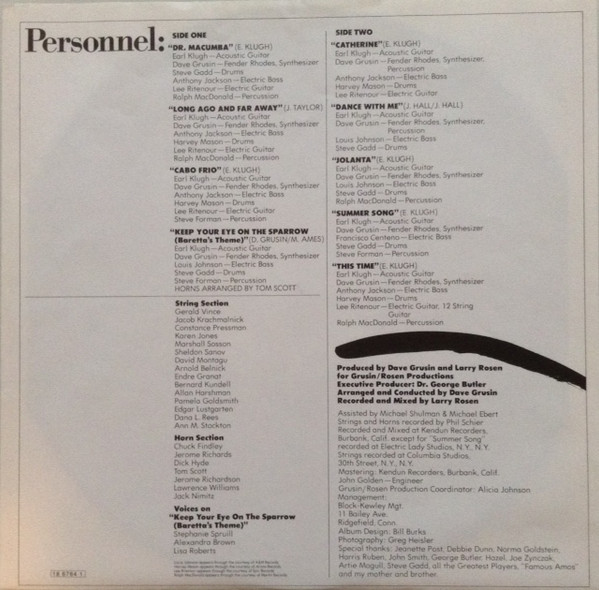 Personnel:
SIDE ONE
"DR. MACUMBA" (E. KLUGH)
Earl Klugh—Acoustic Guitar
Dave Grusin—Fender Rhodes, Synthesizer
Steve Gadd—Drums
Anthony Jackson—Electric Bass
Lee Ritenour—Electric Guitar
Ralph MacDonald—Percussion
"LONG AGO AND FAR AWAY" (J. TAYLOR)
Earl Klugh—Acoustic Guitar
Dave Grusin—Fender Rhodes, Synthesizer
Anthony Jackson—Electric Bass
Harvey Mason—Drums
Lee Ritenour—Electric Guitar
Ralph MacDonald—Percussion
"CABO FRIO" (E. KLUGH)
Earl Klugh—Acoustic Guitar
Dave Grusin—Fender Rhodes, Synthesizer
Anthony Jackson—Electric Bass
Harvey Mason—Drums
Lee Ritenour—Electric Guitar
Steve Forman—Percussion
"KEEP YOUR EYE ON THE SPARROW
(Baretta's Theme)" (D. GRUSIN/M. AMES)
Earl Klugh—Acoustic Guitar
Dave Grusin—Fender Rhodes, Synthesizer
Louis Johnson—Electric Bass
Steve Gadd—Drums
Steve Forman—Percussion
HORNS ARRANGED BY TOM SCOTT
String Section
Gerald Vince
Jacob Krachmalnick
Constance Pressman
Karen Jones
Marshall Sosson
Sheldon Sanov
David Montagu
Arnold Belnick
Endre Granat
Bernard Kundell
Allan Harshman
Pamela Goldsmith
Edgar Lustgarten
Dana L. Rees
Ann M. Stockton
Horn Section
Chuck Findley
Jerome Richards
Dick Hyde
Tom Scott
Jerome Richardson
Lawrence Williams
Jack Nimitz
Voices on
"Keep Your Eye On The Sparrow
(Baretta's Theme)"
Stephanie Spruill
Alexandra Brown
Lisa Roberts
SIDE TWO
"CATHERINE" (E. KLUGH)
Earl Klugh—Acoustic Guitar
Dave Grusin—Fender Rhodes, Synthesizer,
Percussion
Anthony Jackson—Electric Bass
Harvey Mason—Drums
Lee Ritenour—Electric Guitar
"DANCE WITH ME" (J. HALL/J. HALL)
Earl Klugh—Acoustic Guitar
Dave Grusin—Fender Rhodes, Synthesizer,
Percussion
Louis Johnson—Electric Bass
Steve Gadd—Drums
"JOLANTA" (E. KLUGH)
Earl Klugh—Acoustic Guitar
Dave Grusin—Fender Rhodes, Synthesizer
Louis Johnson—Electric Bass
Steve Gadd—Drums
Ralph MacDonald—Percussion
"SUMMER SONG" (E. KLUGH)
Earl Klugh—Acoustic Guitar
Dave Grusin—Fender Rhodes, Synthesizer
Francisco Centeno—Electric Bass
Steve Gadd—Drums
Steve Forman—Percussion
"THIS TIME" (E. KLUGH)
Earl Klugh—Acoustic Guitar
Dave Grusin—Fender Rhodes, Synthesizer
Anthony Jackson—Electric Bass
Harvey Mason—Drums
Lee Ritenour—Electric Guitar, 12 String
Guitar
Ralph MacDonald—Percussion
Produced by Dave Grusin and Larry Rosen
for Grusin/Rosen Productions
Executive Producer: Dr. George Butler
Arranged and Conducted by Dave Grusin
Recorded and Mixed by Larry Rosen
Assisted by Michael Shulman & Michael Ebert
Strings and Horns recorded by Phil Schier
Recorded and Mixed at Kendun Recorders,
Burbank, Calif. except for "Summer Song"
recorded at Electric Lady Studios, N.Y., N.Y.
Strings recorded at Columbia Studios,
30th Street, N.Y., N.Y.
Mastering: Kendun Recorders, Burbank, Calif.
John Golden—Engineer
Grusin/Rosen Production Coordinator: Alicia Johnson
Management:
Black-Kewley Mgt.
11 Bailey Ave.
Ridgefield, Conn.
Album Design: Bill Burks
Photography: Greg Heisler
Special thanks: Jeanette Post, Debbie Dunn, Norma Goldstein,
Harris Ruben, John Smith, George Butler, Hazel, Joe Zynczak,
Artie Mogull, Steve Gadd, all the Greatest Players, "Famous Amos"
and my mother and brother.